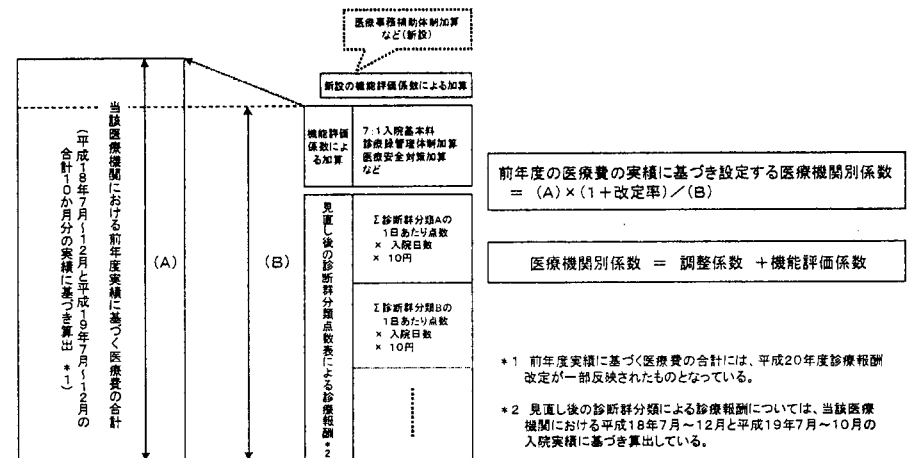 医療事務補助体制加算
など(新設)
新設の機能評価係数による加算
当該医療機関における前年度実績に基づく医療費の合計
(平成18年7月~12月と平成19年7月~12月の
合計10か月分の実績に基づき算出 *1)
(A)
(B)
機能評価
係数によ
る加算
7:1入院基本料
診療録管理体制加算
医療安全対策加算
など
見直し後の診断群分類点数表による診療報酬*2
Σ診断群分類Aの
1日あたり点数
× 入院日数
× 10円
Σ診断群分類Bの
1日あたり点数
× 入院日数
× 10円
前年度の医療費の実績に基づき設定する医療機関別係数
= (A)×(1+改定率)/(B)
医療機関別係数 = 調整係数 +機能評価係数
*1 前年度実績に基づく医療費の合計には、平成20年度診療報酬
改定が一部反映されたものとなっている。
*2 見直し後の診断群分類による診療報酬については、当該医療
機関における平成18年7月~12月と平成19年7月~10月の
入院実績に基づき算出している。